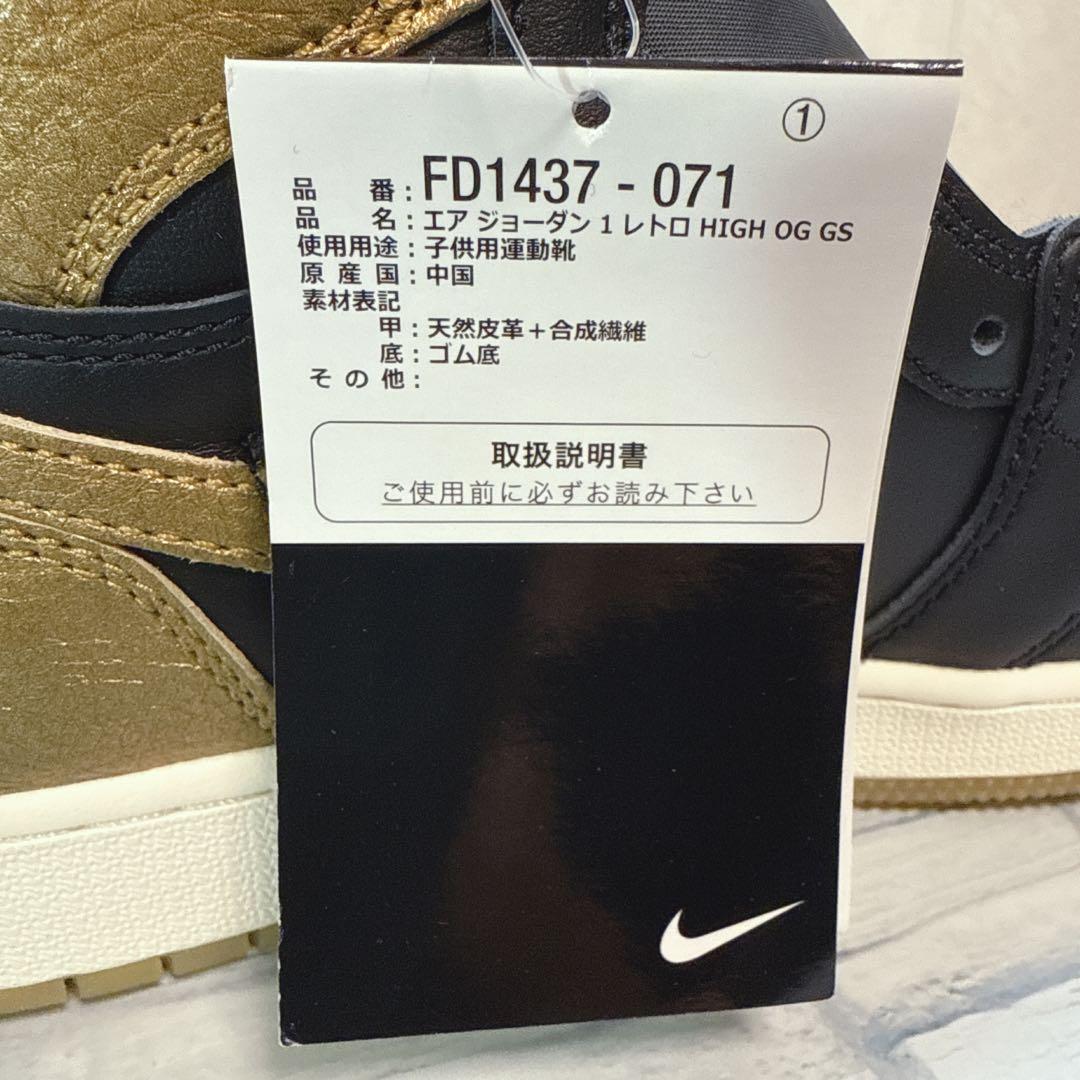 ①
品番：FD1437 - 071
品名：エア ジョーダン 1 レトロ HIGH OG GS
使用用途：子供用運動靴
原産国：中国
素材表記
甲：天然皮革＋合成繊維
底：ゴム底
その他：
取扱説明書
ご使用前に必ずお読み下さい